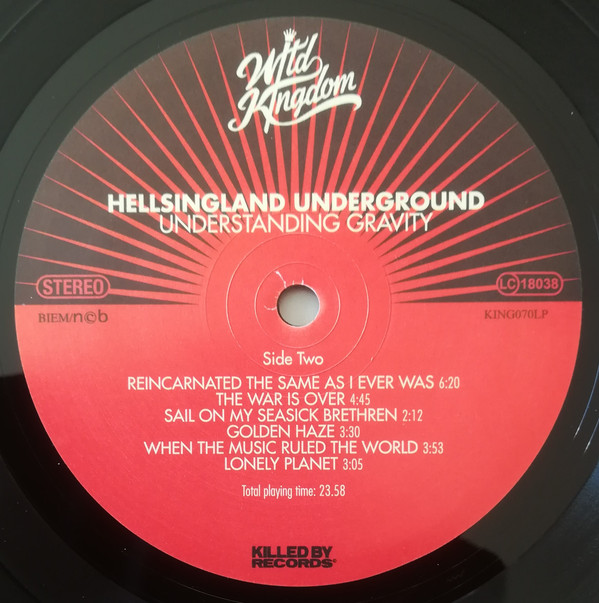 Wild
Kingdom
HELLSINGLAND UNDERGROUND
UNDERSTANDING GRAVITY
STEREO
LC 18038
BIEM/n©b
KING070LP
Side Two
REINCARNATED THE SAME AS I EVER WAS 6:20
THE WAR IS OVER 4:45
SAIL ON MY SEASICK BRETHREN 2:12
GOLDEN HAZE 3:30
WHEN THE MUSIC RULED THE WORLD 3:53
LONELY PLANET 3:05
Total playing time: 23.58
KILLED BY
RECORDS